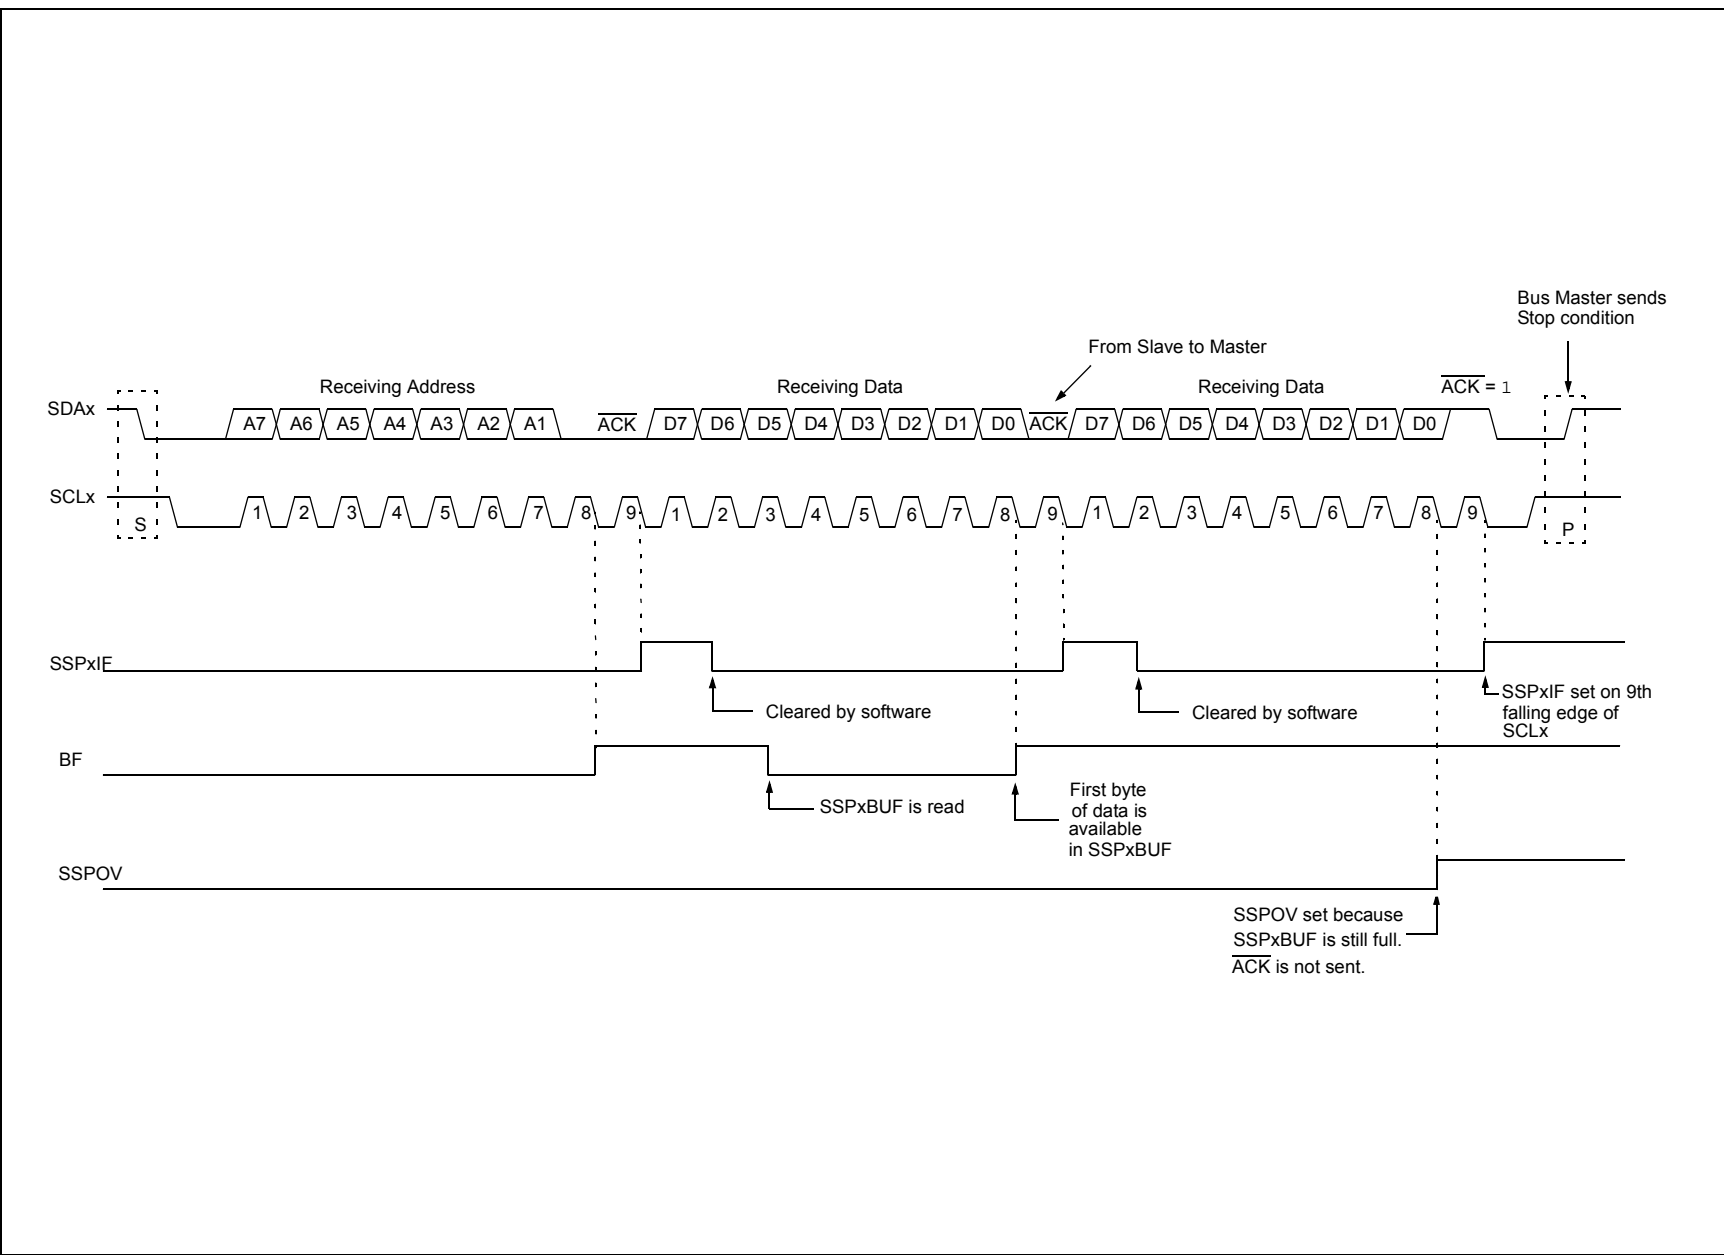 Bus Master sends
Stop condition
From Slave to Master
Receiving Address
Receiving Data
Receiving Data
ACK = 1
SDAx
A7 A6 A5 A4 A3 A2 A1 ACK D7 D6 D5 D4 D3 D2 D1 D0 ACK D7 D6 D5 D4 D3 D2 D1 D0
SCLx
S 1 2 3 4 5 6 7 8 9 1 2 3 4 5 6 7 8 9 1 2 3 4 5 6 7 8 9 P
SSPxIF
Cleared by software
Cleared by software
SSPxIF set on 9th
falling edge of
SCLx
BF
SSPxBUF is read
First byte
of data is
available
in SSPxBUF
SSPOV
SSPOV set because
SSPxBUF is still full.
ACK is not sent.